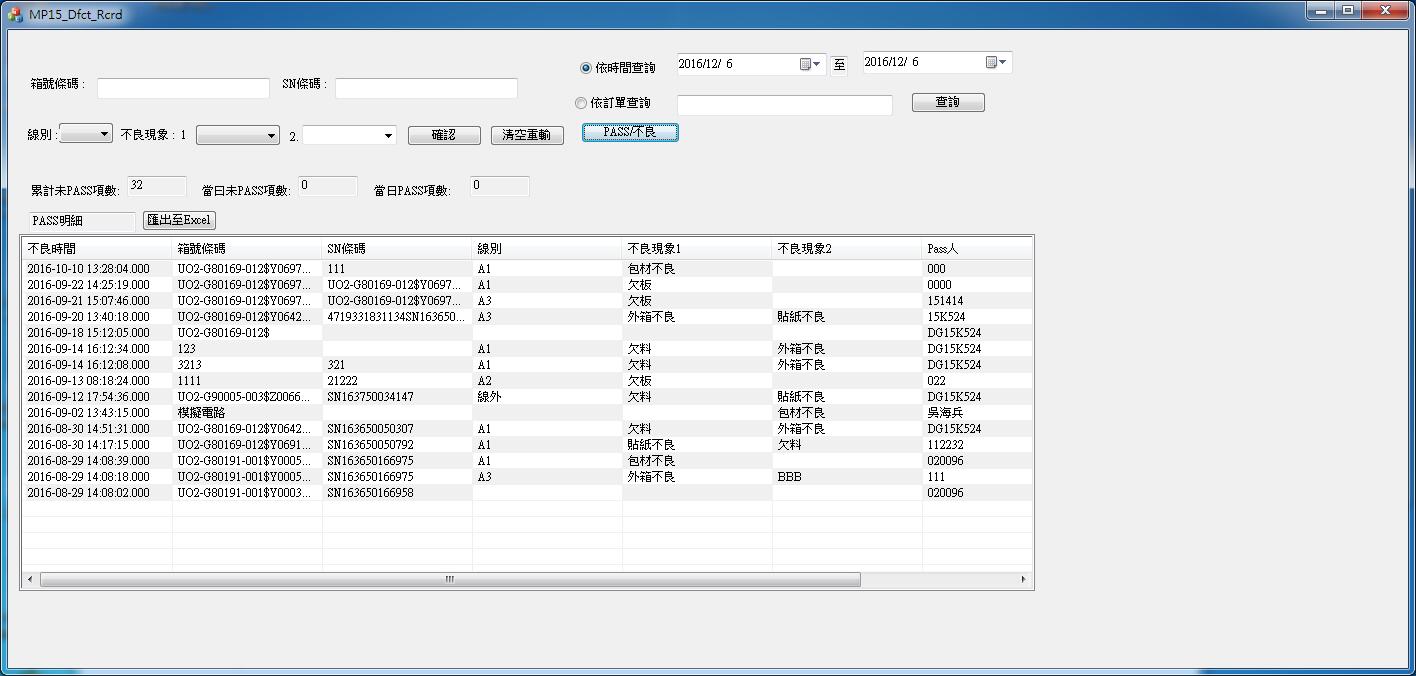 MP15_Dfct_Rcrd
箱號條碼 : SN條碼 : 依時間查詢 2016/12/ 6 至 2016/12/ 6
依訂單查詢 查詢
線別 : 不良現象 : 1 2. 確認 清空重輸 PASS/不良
累計未PASS項數: 32 當日未PASS項數: 0 當日PASS項數: 0
PASS明細 匯出至Excel
不良時間 箱號條碼 SN條碼 線別 不良現象1 不良現象2 Pass人
2016-10-10 13:28:04.000 UO2-G80169-012$Y0697... 111 A1 包材不良 000
2016-09-22 14:25:19.000 UO2-G80169-012$Y0697... UO2-G80169-012$Y0697... A1 欠板 0000
2016-09-21 15:07:46.000 UO2-G80169-012$Y0697... UO2-G80169-012$Y0697... A3 欠板 151414
2016-09-20 13:40:18.000 UO2-G80169-012$Y0642... 4719331831134SN163650... A3 外箱不良 貼紙不良 15K524
2016-09-18 15:12:05.000 UO2-G80169-012$ DG15K524
2016-09-14 16:12:34.000 123 A1 欠料 外箱不良 DG15K524
2016-09-14 16:12:08.000 3213 321 A1 欠料 外箱不良 DG15K524
2016-09-13 08:18:24.000 1111 21222 A2 欠板 022
2016-09-12 17:54:36.000 UO2-G90005-003$Z0066... SN163750034147 線外 欠料 貼紙不良 DG15K524
2016-09-02 13:43:15.000 模擬電路 包材不良 吳海兵
2016-08-30 14:51:31.000 UO2-G80169-012$Y0642... SN163650050307 A1 欠料 外箱不良 DG15K524
2016-08-30 14:17:15.000 UO2-G80169-012$Y0691... SN163650050792 A1 貼紙不良 欠料 112232
2016-08-29 14:08:39.000 UO2-G80191-001$Y0005... SN163650166975 A1 包材不良 020096
2016-08-29 14:08:18.000 UO2-G80191-001$Y0005... SN163650166975 A3 外箱不良 BBB 111
2016-08-29 14:08:02.000 UO2-G80191-001$Y0003... SN163650166958 020096